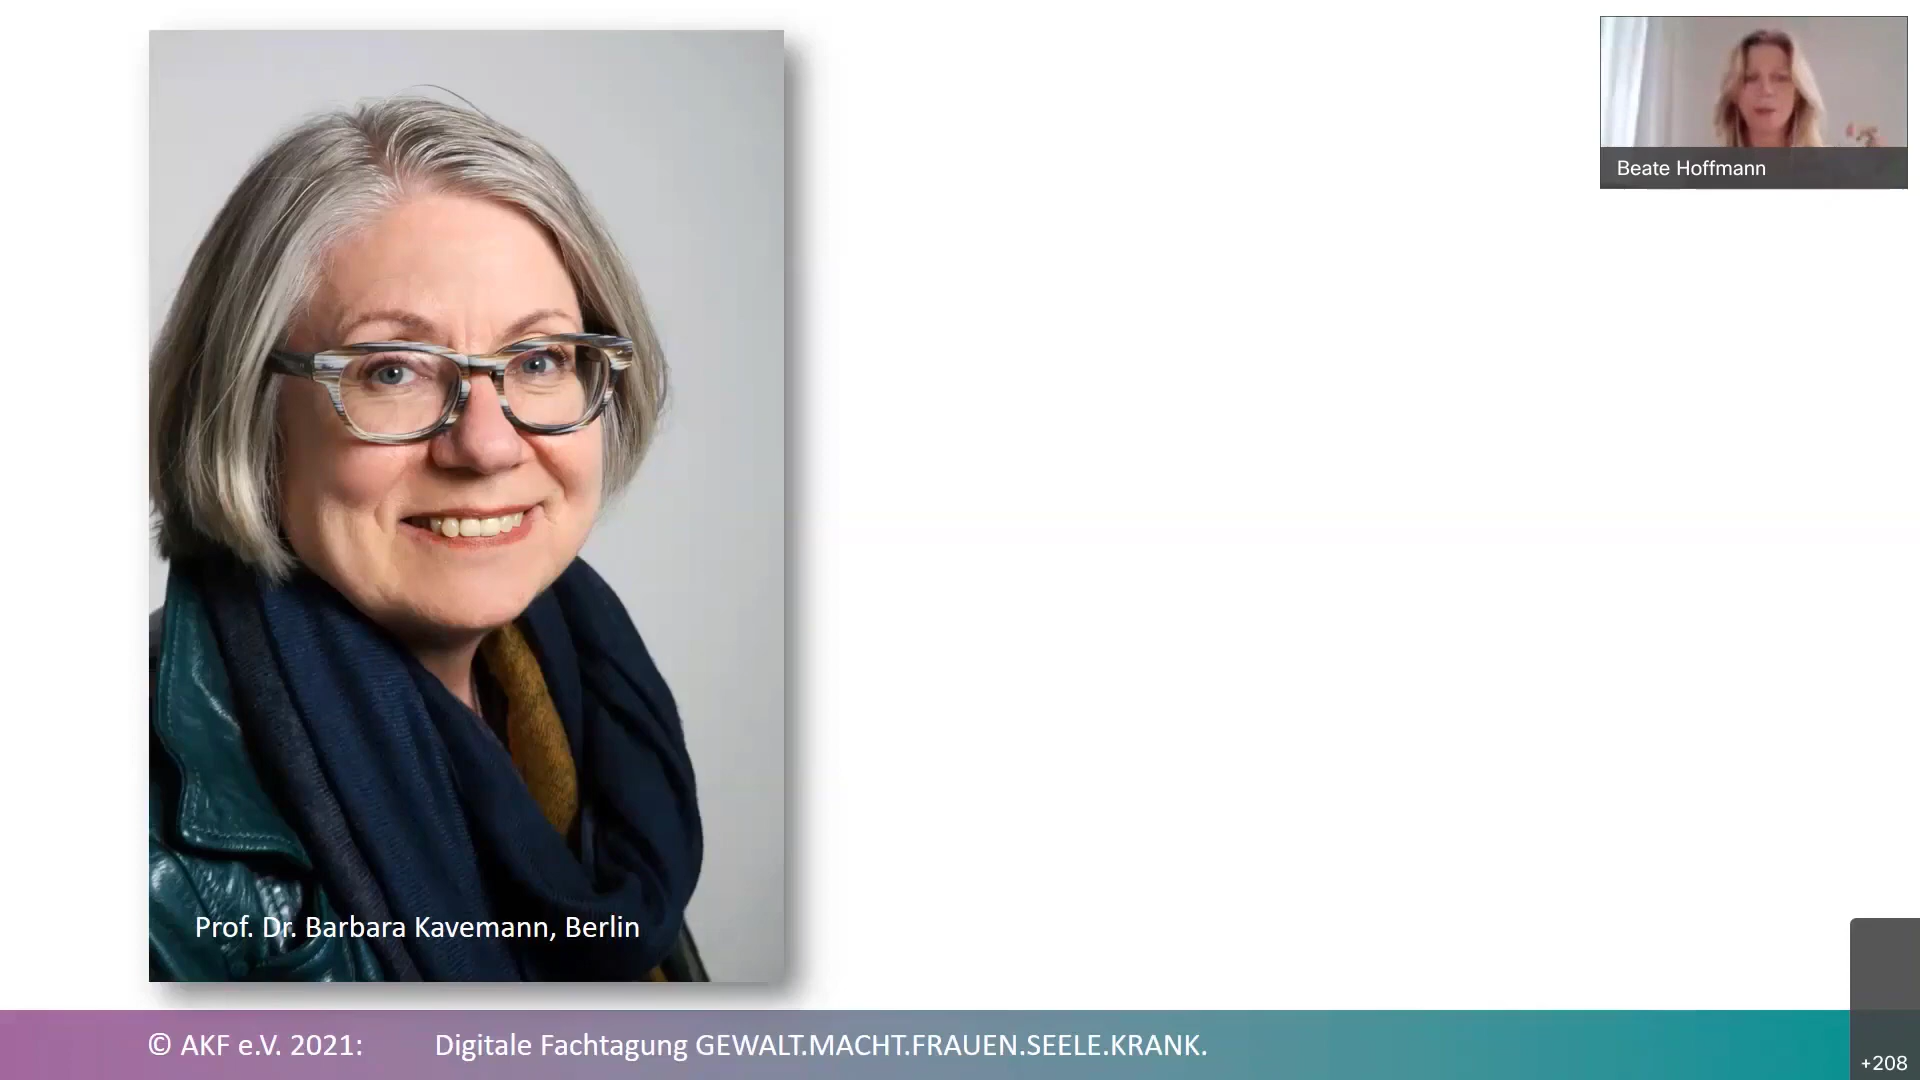 Beate Hoffmann
Prof. Dr. Barbara Kavemann, Berlin
© AKF e.V. 2021: Digitale Fachtagung GEWALT.MACHT.FRAUEN.SEELE.KRANK.
+208